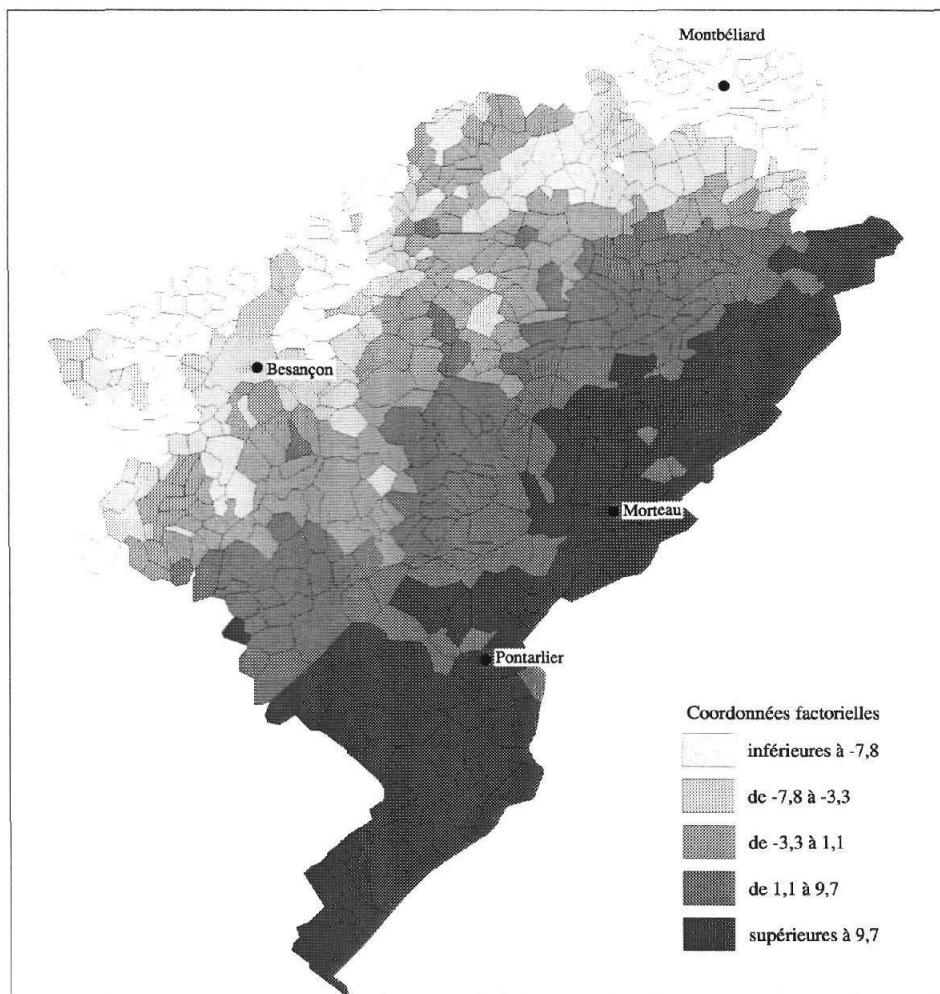 Montbéliard
Besançon
Morteau
Pontarlier
Coordonnées factorielles
inférieures à -7,8
de -7,8 à -3,3
de -3,3 à 1,1
de 1,1 à 9,7
supérieures à 9,7